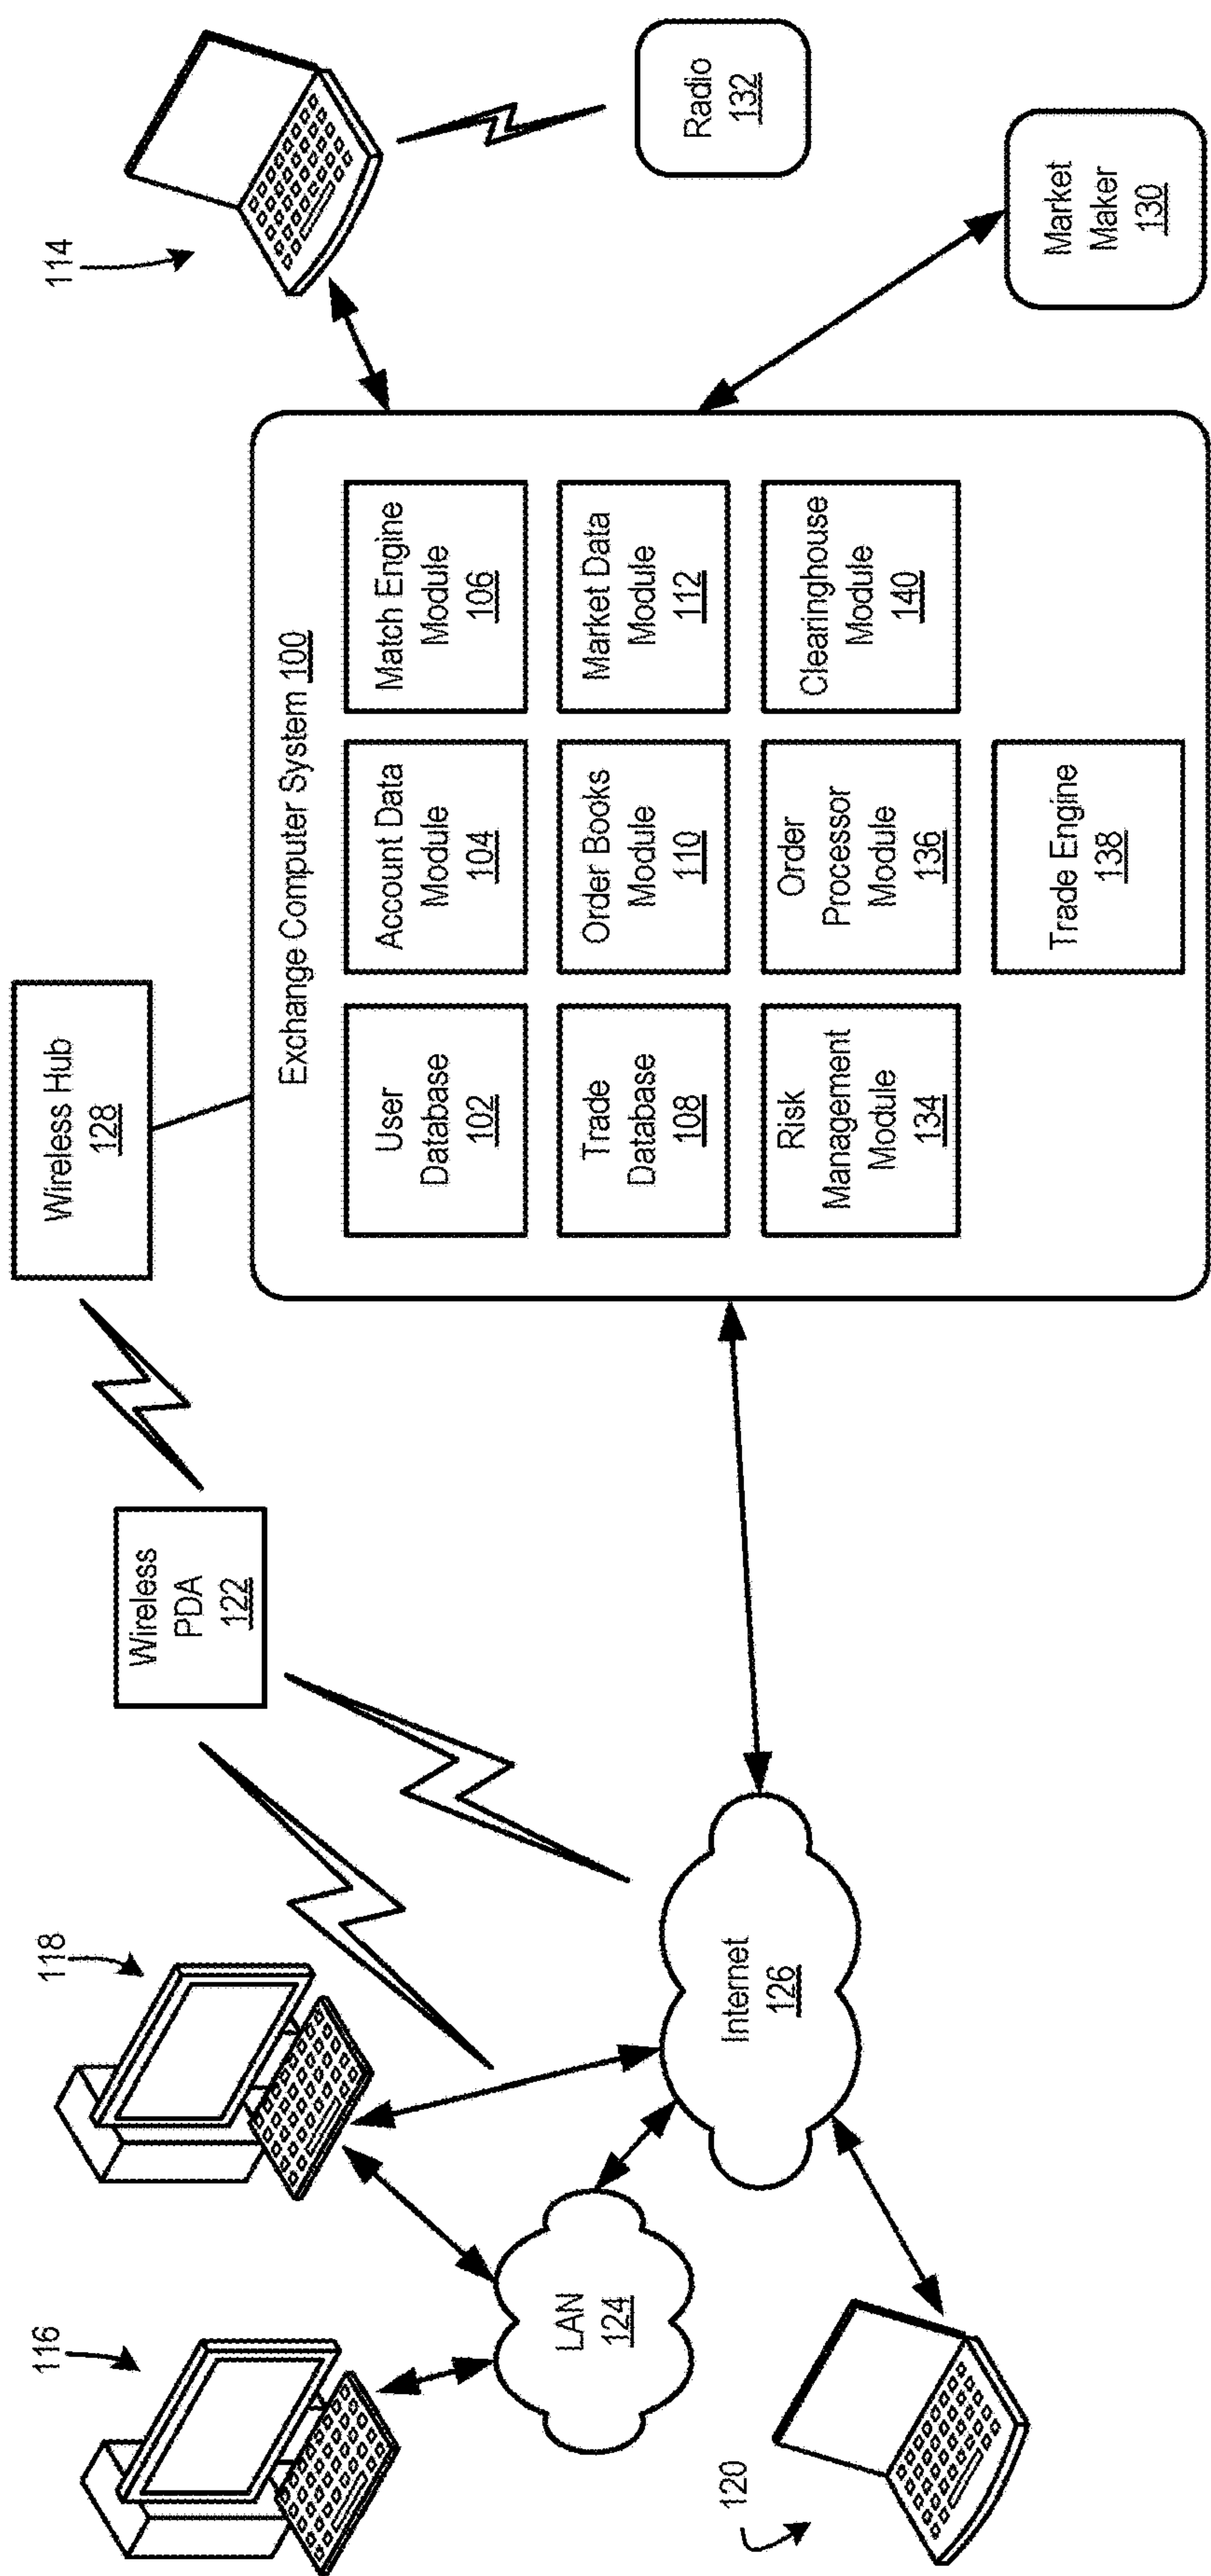 116
118
Wireless
PDA
122
Wireless Hub
128
114
Radio
132
Exchange Computer System 100
User
Database
102
Account Data
Module
104
Match Engine
Module
106
Trade
Database
108
Order Books
Module
110
Market Data
Module
112
Risk
Management
Module
134
Order
Processor
Module
136
Clearinghouse
Module
140
Trade Engine
138
Market
Maker
130
LAN
124
Internet
126
120